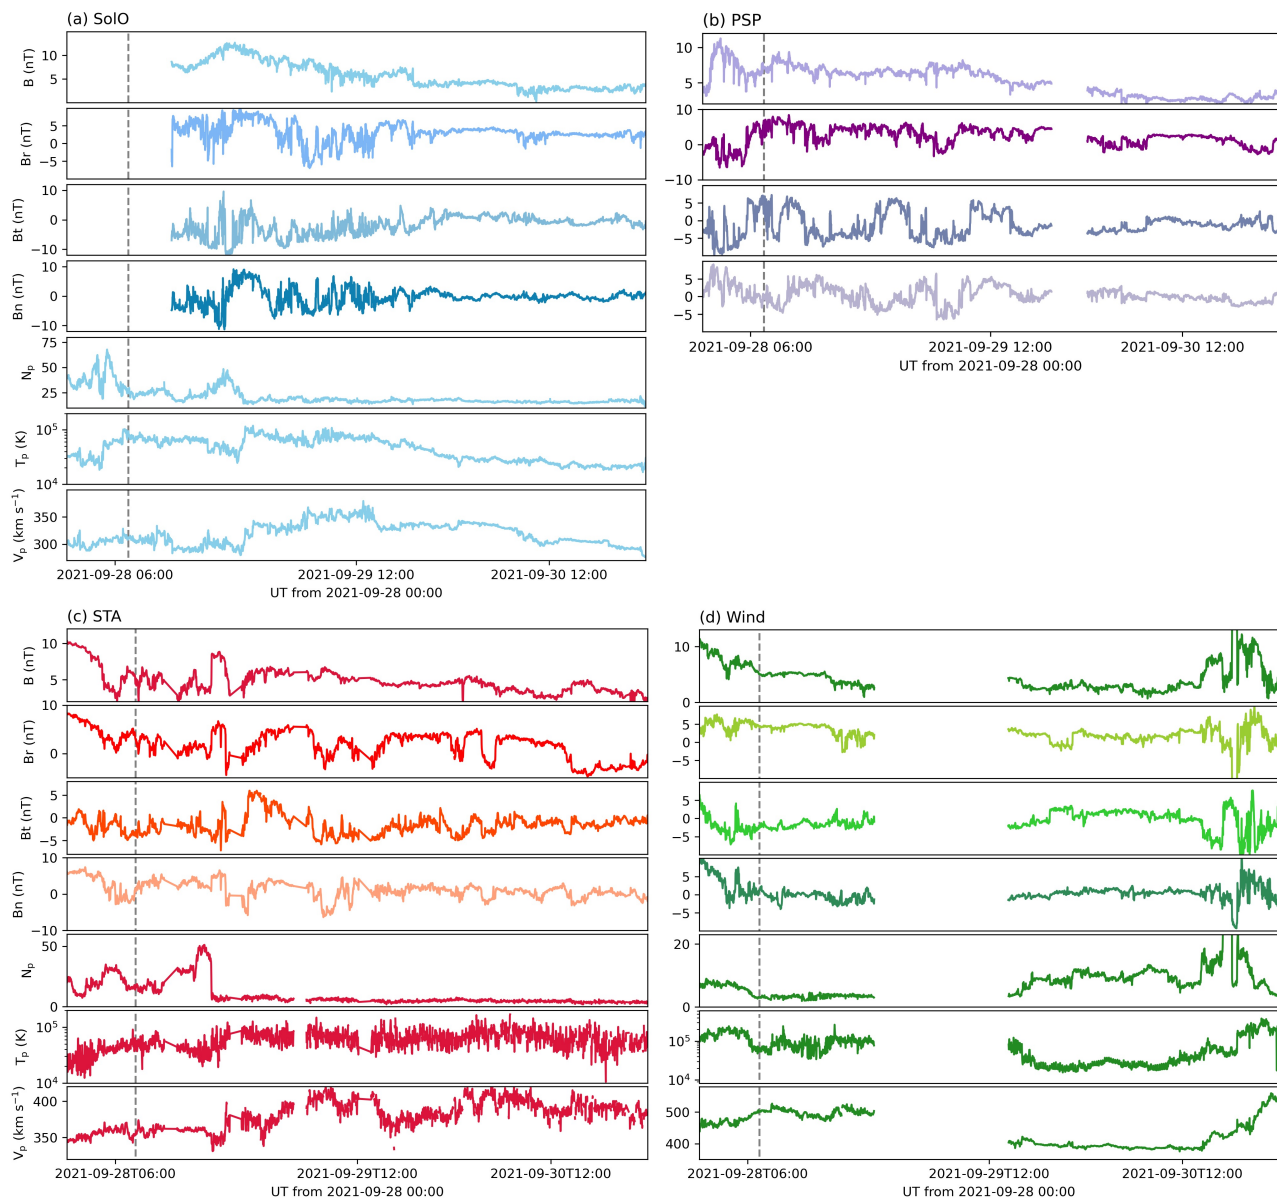 (a) SolO
B (nT)
10
5
Br (nT)
5
0
−5
Bt (nT)
10
0
−10
Bn (nT)
10
0
−10
Np
75
50
25
Tp (K)
10^5
10^4
Vp (km s−1)
350
300
2021-09-28 06:00
2021-09-29 12:00
2021-09-30 12:00
UT from 2021-09-28 00:00
(b) PSP
10
5
10
0
−10
5
0
−5
5
0
−5
2021-09-28 06:00
2021-09-29 12:00
2021-09-30 12:00
UT from 2021-09-28 00:00
(c) STA
B (nT)
10
5
Br (nT)
10
0
Bt (nT)
5
0
−5
Bn (nT)
10
0
−10
Np
50
0
Tp (K)
10^5
10^4
Vp (km s−1)
400
350
2021-09-28T06:00
2021-09-29T12:00
2021-09-30T12:00
UT from 2021-09-28 00:00
(d) Wind
10
0
5
0
−5
5
0
−5
5
0
−5
20
0
10^5
10^4
500
400
2021-09-28T06:00
2021-09-29T12:00
2021-09-30T12:00
UT from 2021-09-28 00:00